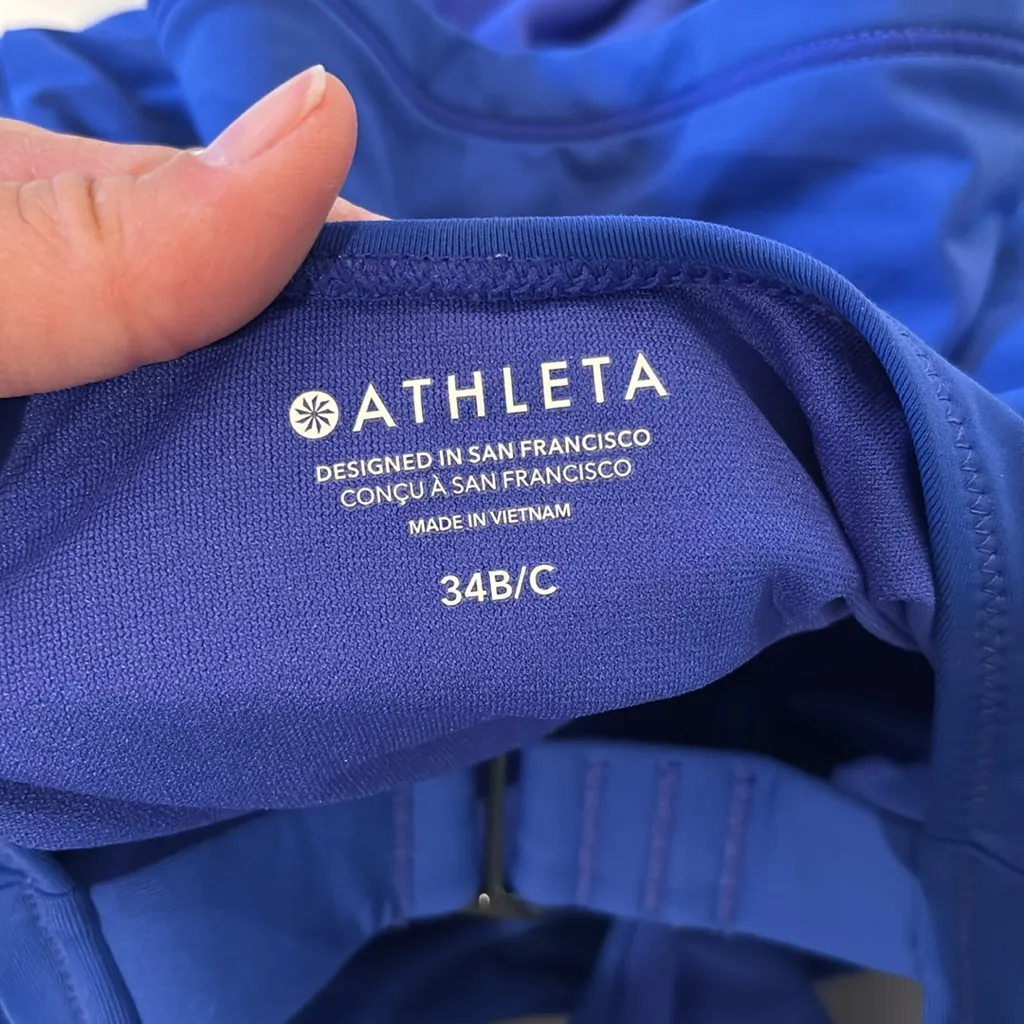 ATHLETA
DESIGNED IN SAN FRANCISCO
CONÇU À SAN FRANCISCO
MADE IN VIETNAM
34B/C